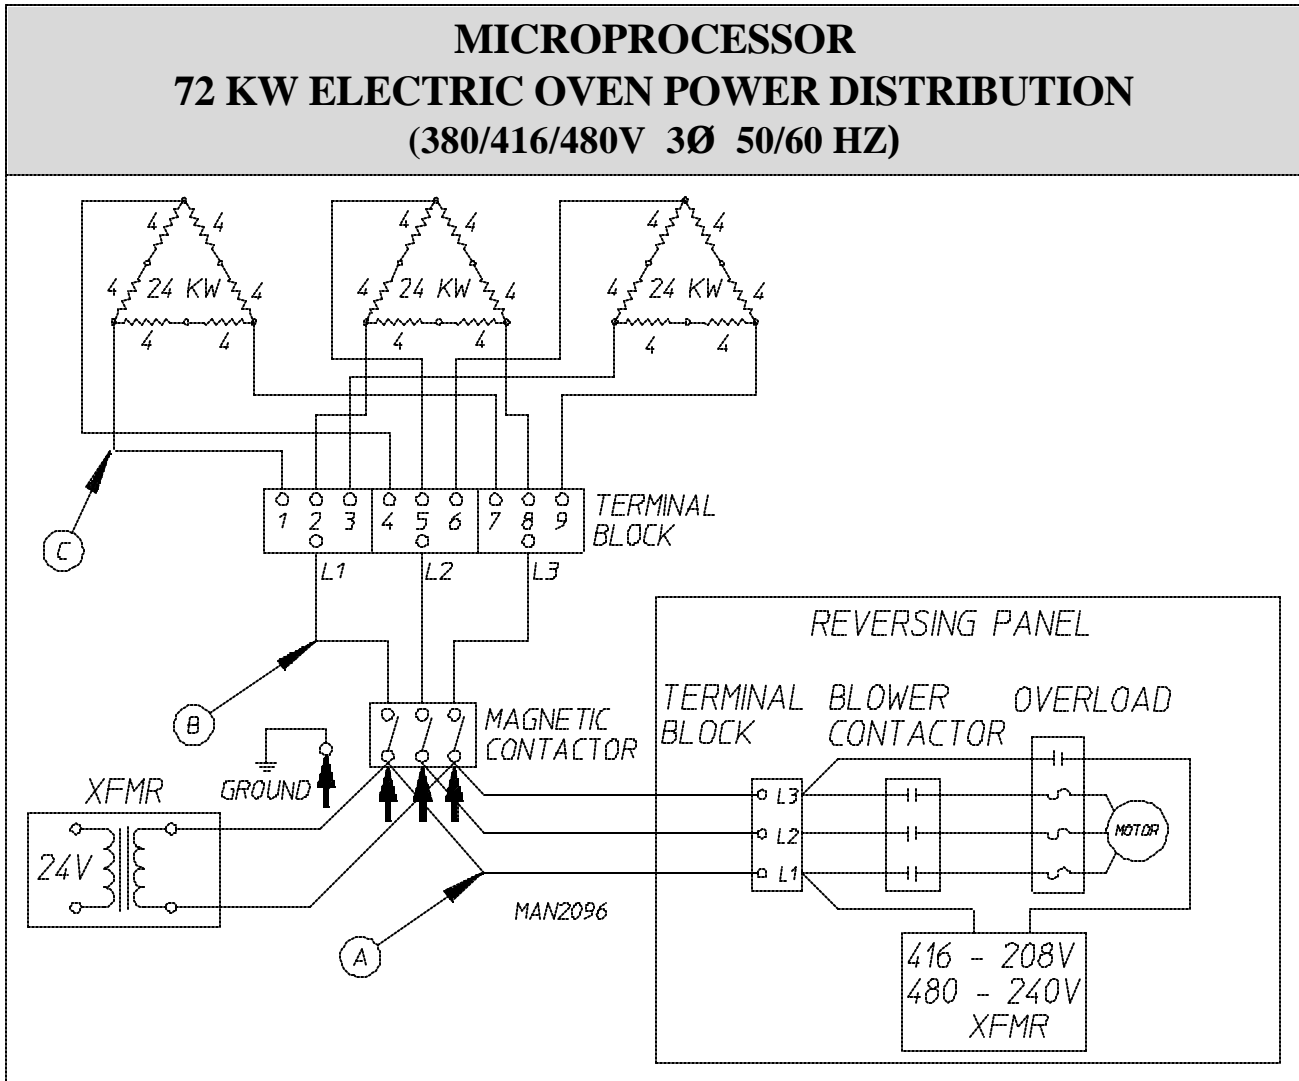 MICROPROCESSOR
72 KW ELECTRIC OVEN POWER DISTRIBUTION
(380/416/480V 3Ø 50/60 HZ)
4 4 4 4 4 4
4 24 KW 4 4 24 KW 4 4 24 KW 4
4 4 4 4 4 4
C
1 2 3 4 5 6 7 8 9
TERMINAL
BLOCK
L1 L2 L3
B
MAGNETIC
CONTACTOR
GROUND
XFMR
24V
A
MAN2096
REVERSING PANEL
TERMINAL
BLOCK
BLOWER
CONTACTOR
OVERLOAD
L3
L2
L1
MOTOR
416 - 208V
480 - 240V
XFMR